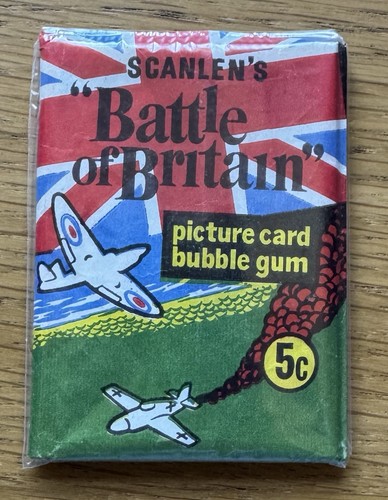 SCANLEN'S
"Battle
of Britain"
picture card
bubble gum
5c